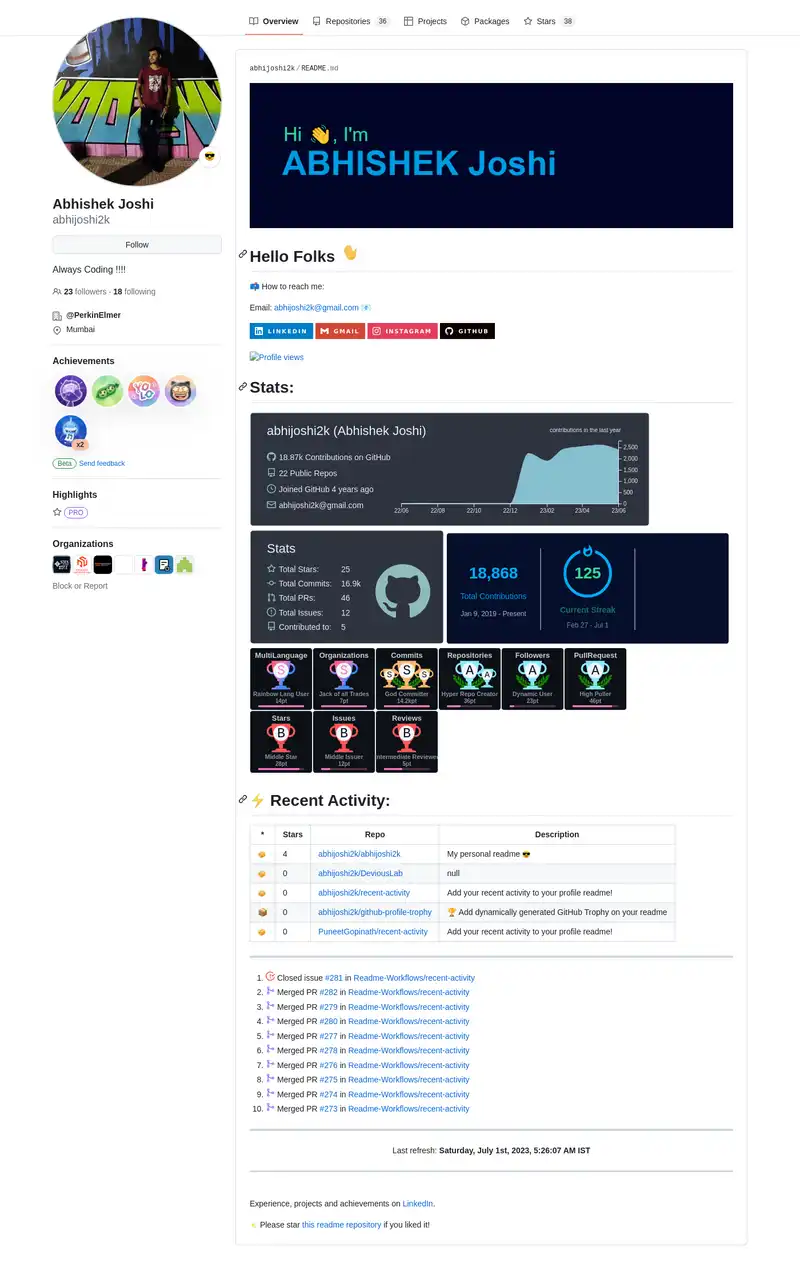 Overview
Repositories 36
Projects
Packages
Stars 38
Abhishek Joshi
abhijoshi2k
Follow
Always Coding !!!!
23 followers · 18 following
@PerkinElmer
Mumbai
Achievements
YOLO
x2
Beta Send feedback
Highlights
PRO
Organizations
Block or Report
abhijoshi2k/README.md
Hi 👋, I'm
ABHISHEK Joshi
Hello Folks 👋
📫 How to reach me:
Email: abhijoshi2k@gmail.com 📧
LINKEDIN GMAIL INSTAGRAM GITHUB
Profile views
Stats:
abhijoshi2k (Abhishek Joshi)
contributions in the last year
18.87k Contributions on GitHub
22 Public Repos
Joined GitHub 4 years ago
abhijoshi2k@gmail.com
2,500
2,000
1,500
1,000
500
0
22/06 22/08 22/10 22/12 23/02 23/04 23/06
Stats
Total Stars: 25
Total Commits: 16.9k
Total PRs: 46
Total Issues: 12
Contributed to: 5
18,868
Total Contributions
Jan 9, 2019 - Present
125
Current Streak
Feb 27 - Jul 1
MultiLanguage
S
Rainbow Lang User
14pt
Organizations
S
Jack of all Trades
7pt
Commits
S S S
God Committer
14.2kpt
Repositories
A
Hyper Repo Creator
36pt
Followers
A
Dynamic User
23pt
PullRequest
A
High Puller
46pt
Stars
B
Middle Star
28pt
Issues
B
Middle Issuer
12pt
Reviews
B
Intermediate Reviewer
5pt
⚡ Recent Activity:
* Stars Repo Description
4 abhijoshi2k/abhijoshi2k My personal readme 😎
0 abhijoshi2k/DeviousLab null
0 abhijoshi2k/recent-activity Add your recent activity to your profile readme!
📦 0 abhijoshi2k/github-profile-trophy 🏆 Add dynamically generated GitHub Trophy on your readme
0 PuneetGopinath/recent-activity Add your recent activity to your profile readme!
1. Closed issue #281 in Readme-Workflows/recent-activity
2. Merged PR #282 in Readme-Workflows/recent-activity
3. Merged PR #279 in Readme-Workflows/recent-activity
4. Merged PR #280 in Readme-Workflows/recent-activity
5. Merged PR #277 in Readme-Workflows/recent-activity
6. Merged PR #278 in Readme-Workflows/recent-activity
7. Merged PR #276 in Readme-Workflows/recent-activity
8. Merged PR #275 in Readme-Workflows/recent-activity
9. Merged PR #274 in Readme-Workflows/recent-activity
10. Merged PR #273 in Readme-Workflows/recent-activity
Last refresh: Saturday, July 1st, 2023, 5:26:07 AM IST
Experience, projects and achievements on LinkedIn.
Please star this readme repository if you liked it!